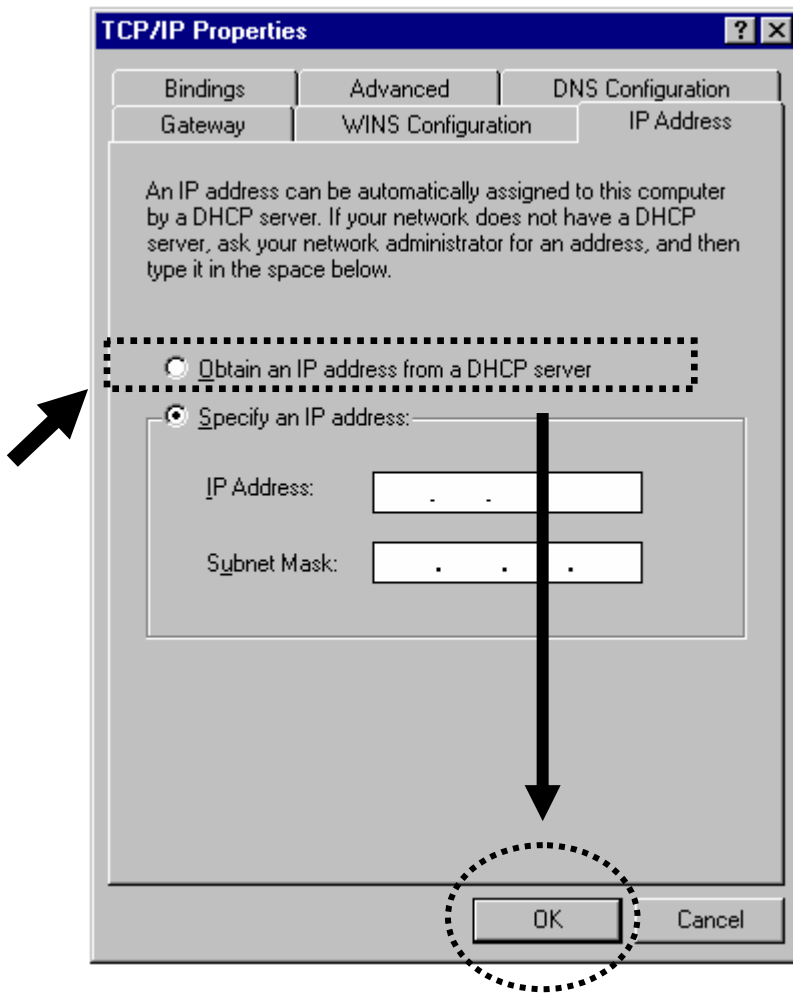 TCP/IP Properties
Bindings Advanced DNS Configuration
Gateway WINS Configuration IP Address
An IP address can be automatically assigned to this computer
by a DHCP server. If your network does not have a DHCP
server, ask your network administrator for an address, and then
type it in the space below.
Obtain an IP address from a DHCP server
Specify an IP address:
IP Address: . .
Subnet Mask: . . .
OK Cancel